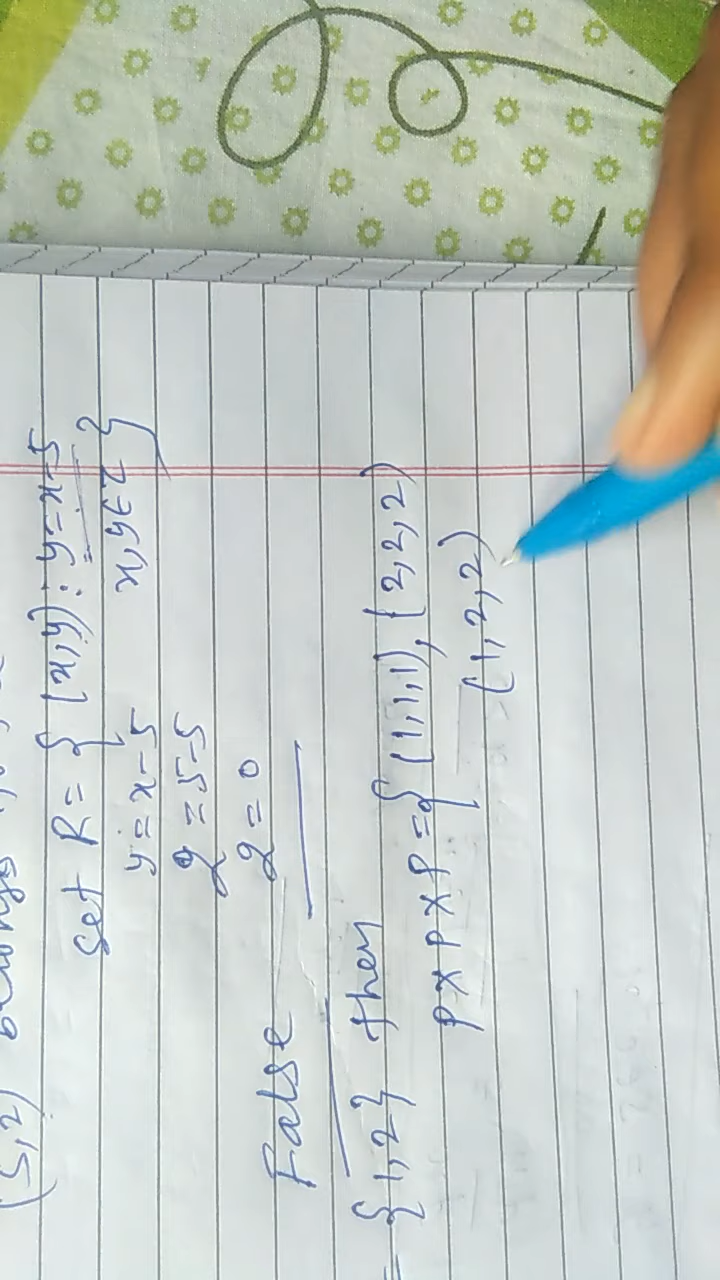 (5,2) belongs
Set R = { (x,y) : y = x-5
x, y ∈ Z }
y = x-5
2 = 5-5
2 = 0
False
= {1,2} then
P×P×P = { (1,1,1), (2,2,2)
(1,2,2)